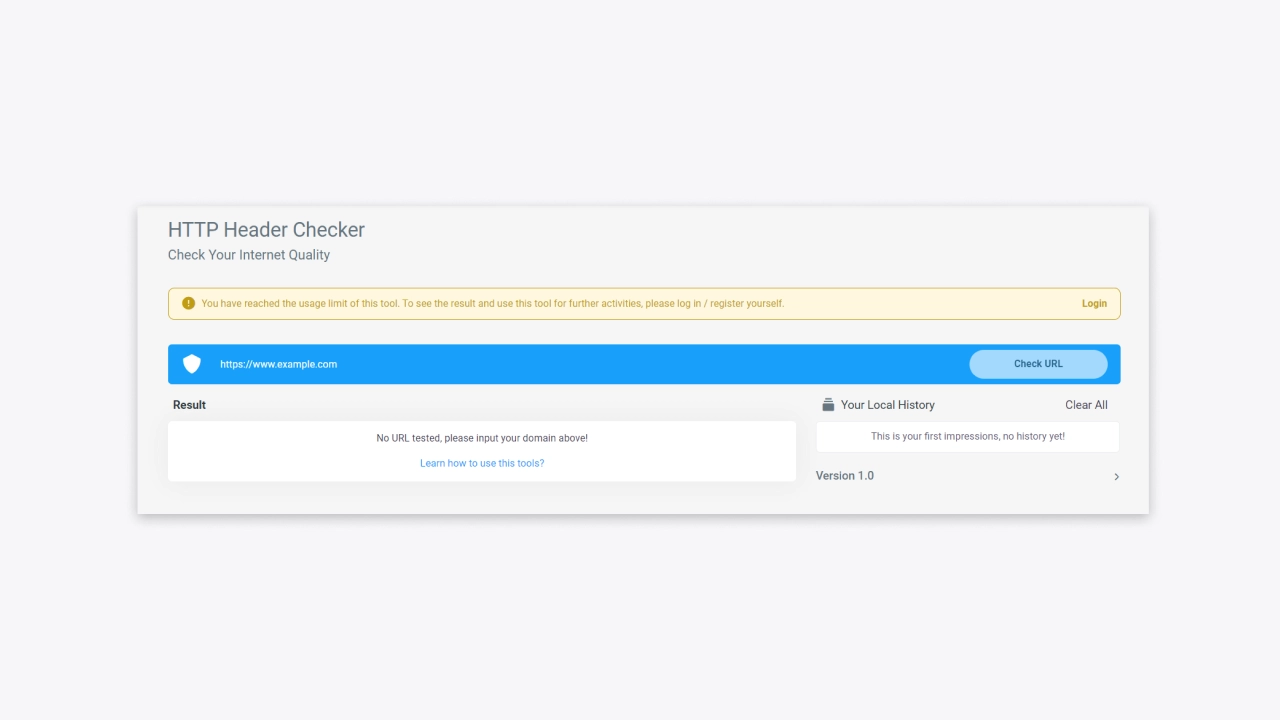 HTTP Header Checker
Check Your Internet Quality
You have reached the usage limit of this tool. To see the result and use this tool for further activities, please log in / register yourself.
Login
https://www.example.com
Check URL
Result
Your Local History
Clear All
No URL tested, please input your domain above!
This is your first impressions, no history yet!
Learn how to use this tools?
Version 1.0